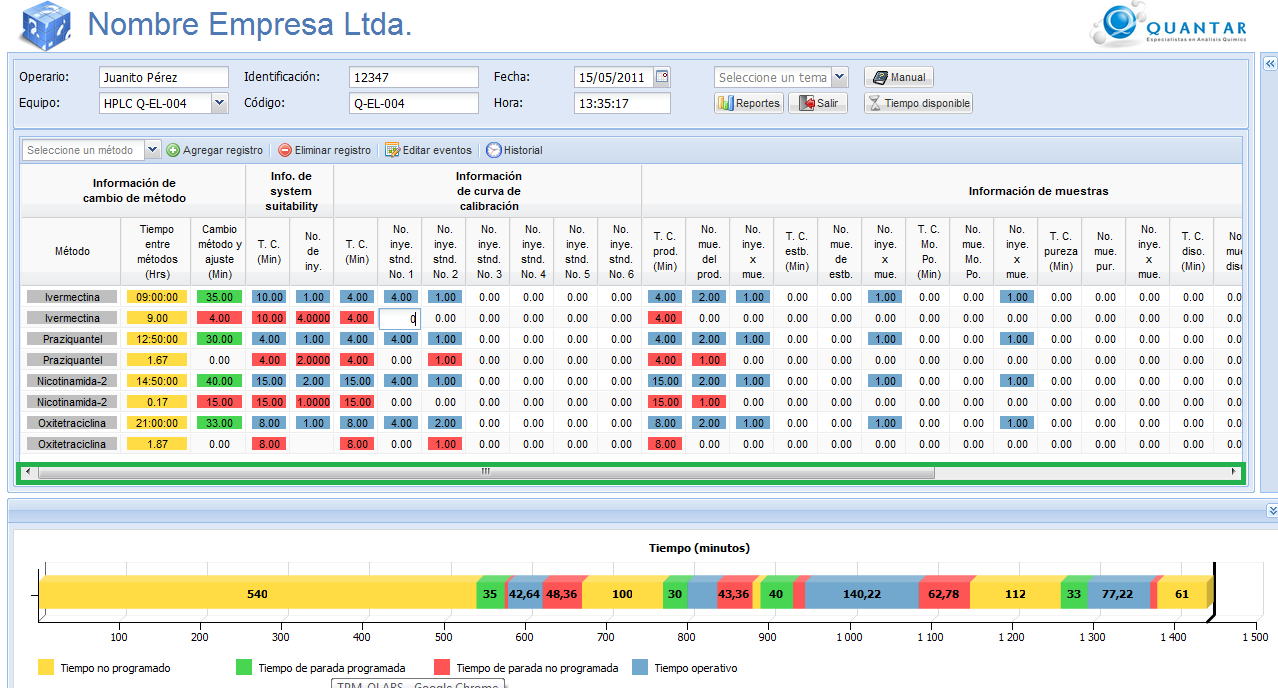 Nombre Empresa Ltda.
QUANTAR
Especialistas en Análisis Químico
Operario: Juanito Pérez Identificación: 12347 Fecha: 15/05/2011 Seleccione un tema Manual
Equipo: HPLC Q-EL-004 Código: Q-EL-004 Hora: 13:35:17 Reportes Salir Tiempo disponible
Seleccione un método Agregar registro Eliminar registro Editar eventos Historial
Información de cambio de método Info. de system suitability Información de curva de calibración Información de muestras
Método Tiempo entre métodos (Hrs) Cambio método y ajuste (Min) T. C. (Min) No. de iny. T. C. (Min) No. inye. stnd. No. 1 No. inye. stnd. No. 2 No. inye. stnd. No. 3 No. inye. stnd. No. 4 No. inye. stnd. No. 5 No. inye. stnd. No. 6 T. C. prod. (Min) No. mue. del prod. No. inye. x mue. T. C. estb. (Min) No. mue. de estb. No. inye. x mue. T. C. Mo. Po. (Min) No. mue. Mo. Po. No. inye. x mue. T. C. pureza (Min) No. mue. pur. No. inye. x mue. T. C. diso. (Min) No
Ivermectina 09:00:00 35.00 10.00 1.00 4.00 4.00 1.00 0.00 0.00 0.00 0.00 4.00 2.00 1.00 0.00 0.00 1.00 0.00 0.00 1.00 0.00 0.00 0.00 0.00 0.0
Ivermectina 9.00 4.00 10.00 4.0000 4.00 0 0.00 0.00 0.00 0.00 0.00 4.00 0.00 0.00 0.00 0.00 0.00 0.00 0.00 0.00 0.00 0.00 0.00 0.00 0.0
Praziquantel 12:50:00 30.00 4.00 1.00 4.00 4.00 1.00 0.00 0.00 0.00 0.00 4.00 2.00 1.00 0.00 0.00 1.00 0.00 0.00 1.00 0.00 0.00 0.00 0.00 0.0
Praziquantel 1.67 0.00 4.00 2.0000 4.00 0.00 1.00 0.00 0.00 0.00 0.00 4.00 1.00 0.00 0.00 0.00 0.00 0.00 0.00 0.00 0.00 0.00 0.00 0.00 0.0
Nicotinamida-2 14:50:00 40.00 15.00 2.00 15.00 4.00 1.00 0.00 0.00 0.00 0.00 15.00 2.00 1.00 0.00 0.00 1.00 0.00 0.00 1.00 0.00 0.00 0.00 0.00 0.0
Nicotinamida-2 0.17 15.00 15.00 1.0000 15.00 0.00 0.00 0.00 0.00 0.00 0.00 15.00 1.00 0.00 0.00 0.00 0.00 0.00 0.00 0.00 0.00 0.00 0.00 0.00 0.0
Oxitetraciclina 21:00:00 33.00 8.00 1.00 8.00 4.00 2.00 0.00 0.00 0.00 0.00 8.00 2.00 1.00 0.00 0.00 1.00 0.00 0.00 1.00 0.00 0.00 0.00 0.00 0.0
Oxitetraciclina 1.87 0.00 8.00 8.00 0.00 1.00 0.00 0.00 0.00 0.00 8.00 0.00 0.00 0.00 0.00 0.00 0.00 0.00 0.00 0.00 0.00 0.00 0.00 0.0
Tiempo (minutos)
540 35 42,64 48,36 100 30 43,36 40 140,22 62,78 112 33 77,22 61
100 200 300 400 500 600 700 800 900 1 000 1 100 1 200 1 300 1 400 1 500
Tiempo no programado Tiempo de parada programada Tiempo de parada no programada Tiempo operativo